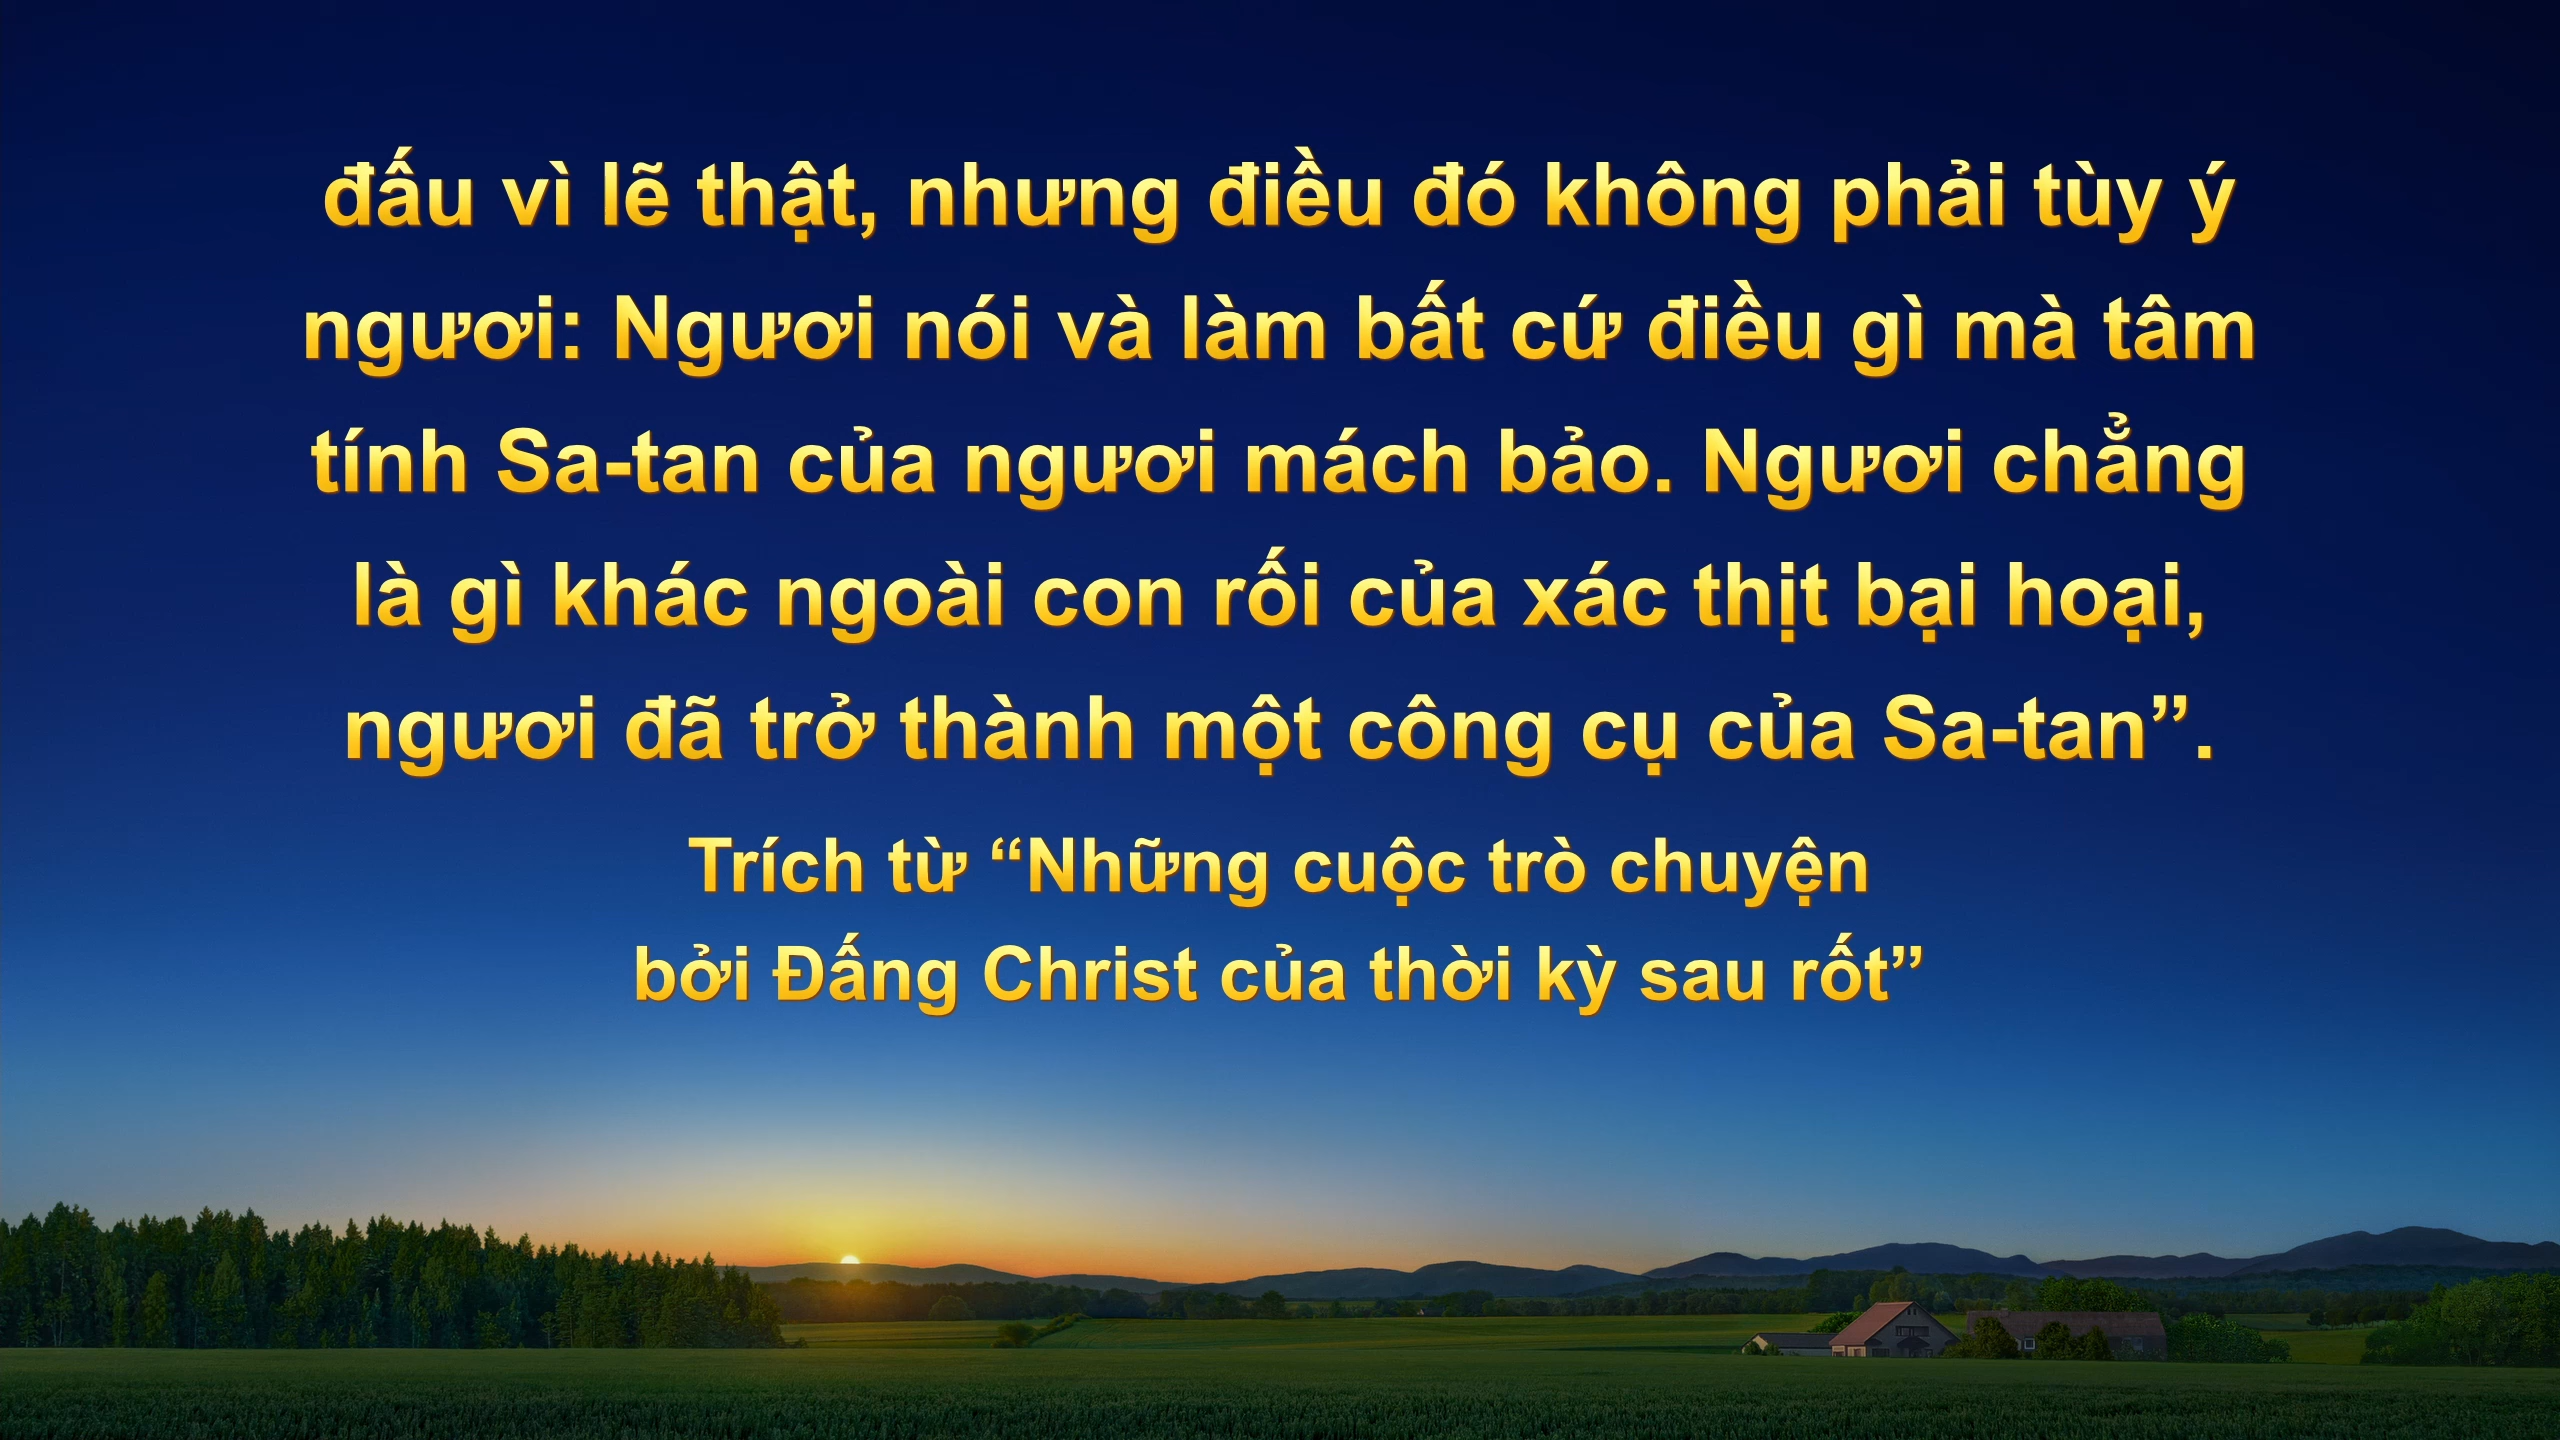 đấu vì lẽ thật, nhưng điều đó không phải tùy ý
ngươi: Ngươi nói và làm bất cứ điều gì mà tâm
tính Sa-tan của ngươi mách bảo. Ngươi chẳng
là gì khác ngoài con rối của xác thịt bại hoại,
ngươi đã trở thành một công cụ của Sa-tan”.
Trích từ “Những cuộc trò chuyện
bởi Đấng Christ của thời kỳ sau rốt”